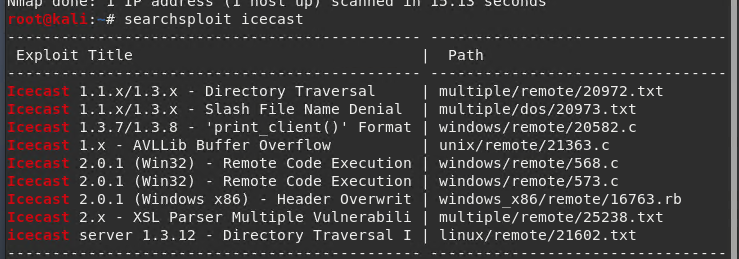 Nmap done: 1 IP address (1 host up) scanned in 15.13 seconds
root@kali:~# searchsploit icecast
---------------------------------------------- ---------------------------------
 Exploit Title | Path
---------------------------------------------- ---------------------------------
Icecast 1.1.x/1.3.x - Directory Traversal | multiple/remote/20972.txt
Icecast 1.1.x/1.3.x - Slash File Name Denial | multiple/dos/20973.txt
Icecast 1.3.7/1.3.8 - 'print_client()' Format | windows/remote/20582.c
Icecast 1.x - AVLLib Buffer Overflow | unix/remote/21363.c
Icecast 2.0.1 (Win32) - Remote Code Execution | windows/remote/568.c
Icecast 2.0.1 (Win32) - Remote Code Execution | windows/remote/573.c
Icecast 2.0.1 (Windows x86) - Header Overwrit | windows_x86/remote/16763.rb
Icecast 2.x - XSL Parser Multiple Vulnerabili | multiple/remote/25238.txt
icecast server 1.3.12 - Directory Traversal I | linux/remote/21602.txt
---------------------------------------------- ---------------------------------